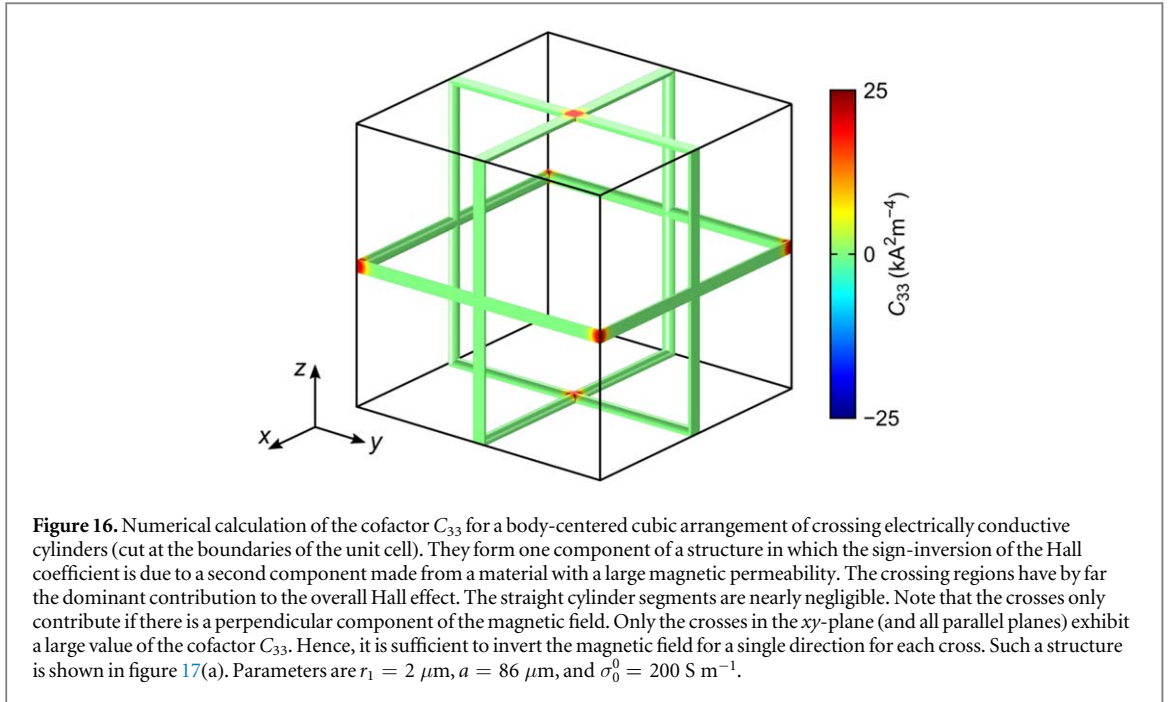 25
0
−25
C₃₃ (kA²m⁻⁴)
z
x
y
Figure 16. Numerical calculation of the cofactor C₃₃ for a body-centered cubic arrangement of crossing electrically conductive
cylinders (cut at the boundaries of the unit cell). They form one component of a structure in which the sign-inversion of the Hall
coefficient is due to a second component made from a material with a large magnetic permeability. The crossing regions have by far
the dominant contribution to the overall Hall effect. The straight cylinder segments are nearly negligible. Note that the crosses only
contribute if there is a perpendicular component of the magnetic field. Only the crosses in the xy-plane (and all parallel planes) exhibit
a large value of the cofactor C₃₃. Hence, it is sufficient to invert the magnetic field for a single direction for each cross. Such a structure
is shown in figure 17(a). Parameters are r₁ = 2 μm, a = 86 μm, and σ₀⁰ = 200 S m⁻¹.